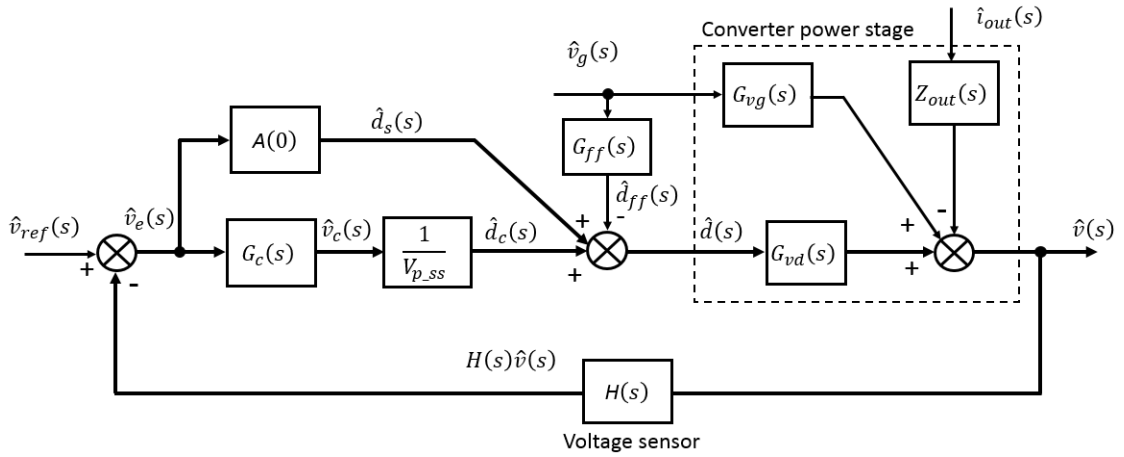 Converter power stage
î_out(s)
v̂_g(s)
G_vg(s)
Z_out(s)
A(0)
d̂_s(s)
G_ff(s)
d̂_ff(s)
+
-
-
v̂_ref(s)
v̂_e(s)
G_c(s)
v̂_c(s)
1
V_p_ss
d̂_c(s)
d̂(s)
G_vd(s)
+
v̂(s)
+
+
+
-
H(s)v̂(s)
H(s)
Voltage sensor